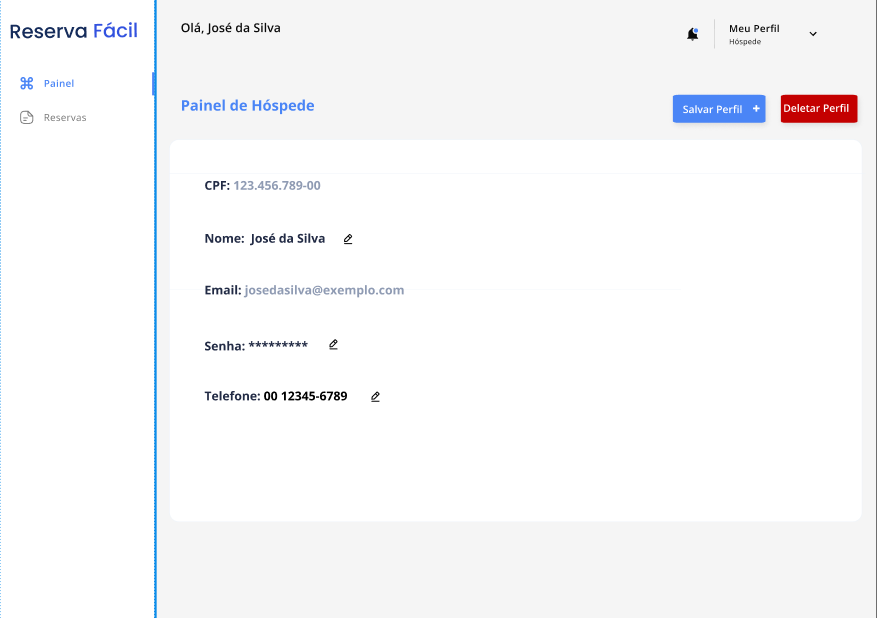 Reserva Fácil
Olá, José da Silva
Meu Perfil
Hóspede
Painel
Reservas
Painel de Hóspede
Salvar Perfil +
Deletar Perfil
CPF: 123.456.789-00
Nome: José da Silva
Email: josedasilva@exemplo.com
Senha: *********
Telefone: 00 12345-6789